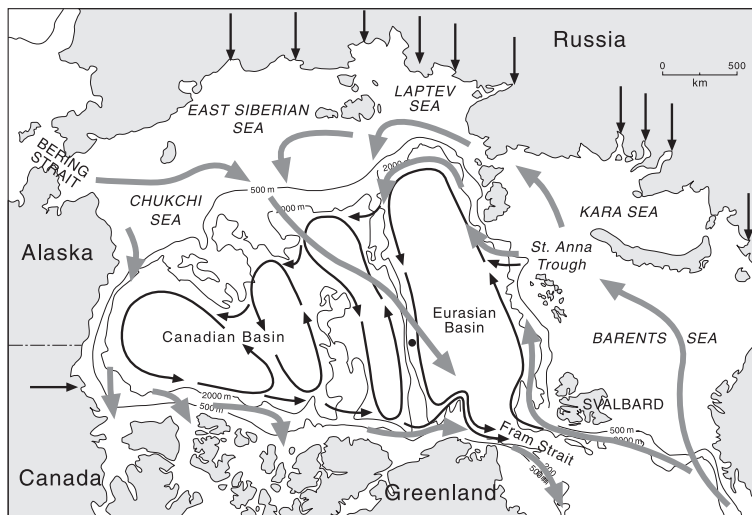 Russia
0 500
km
LAPTEV
SEA
EAST SIBERIAN
SEA
BERING
STRAIT
2000
500 m
CHUKCHI
SEA
KARA SEA
Alaska
St. Anna
Trough
Eurasian
Basin
Canadian Basin
BARENTS SEA
2000 m
500 m
SVALBARD
Fram Strait
500 m
2000 m
500 m
Canada
Greenland